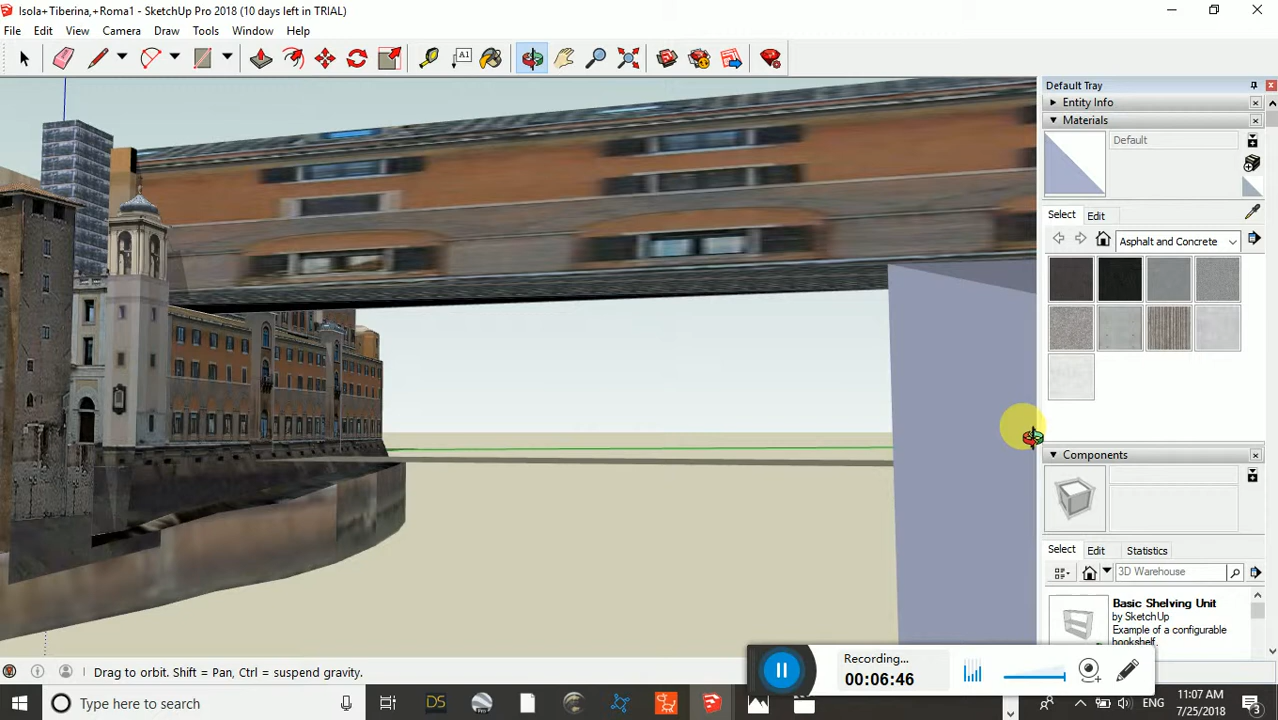 Isola+Tiberina,+Roma1 - SketchUp Pro 2018 (10 days left in TRIAL)
File Edit View Camera Draw Tools Window Help
A1
Default Tray
Entity Info
Materials
Default
Select Edit
Asphalt and Concrete
Components
Select Edit Statistics
3D Warehouse
Basic Shelving Unit
by SketchUp
Example of a configurable
bookshelf.
Drag to orbit. Shift = Pan, Ctrl = suspend gravity.
Recording...
00:06:46
Type here to search
DS
ENG
11:07 AM
7/25/2018
3